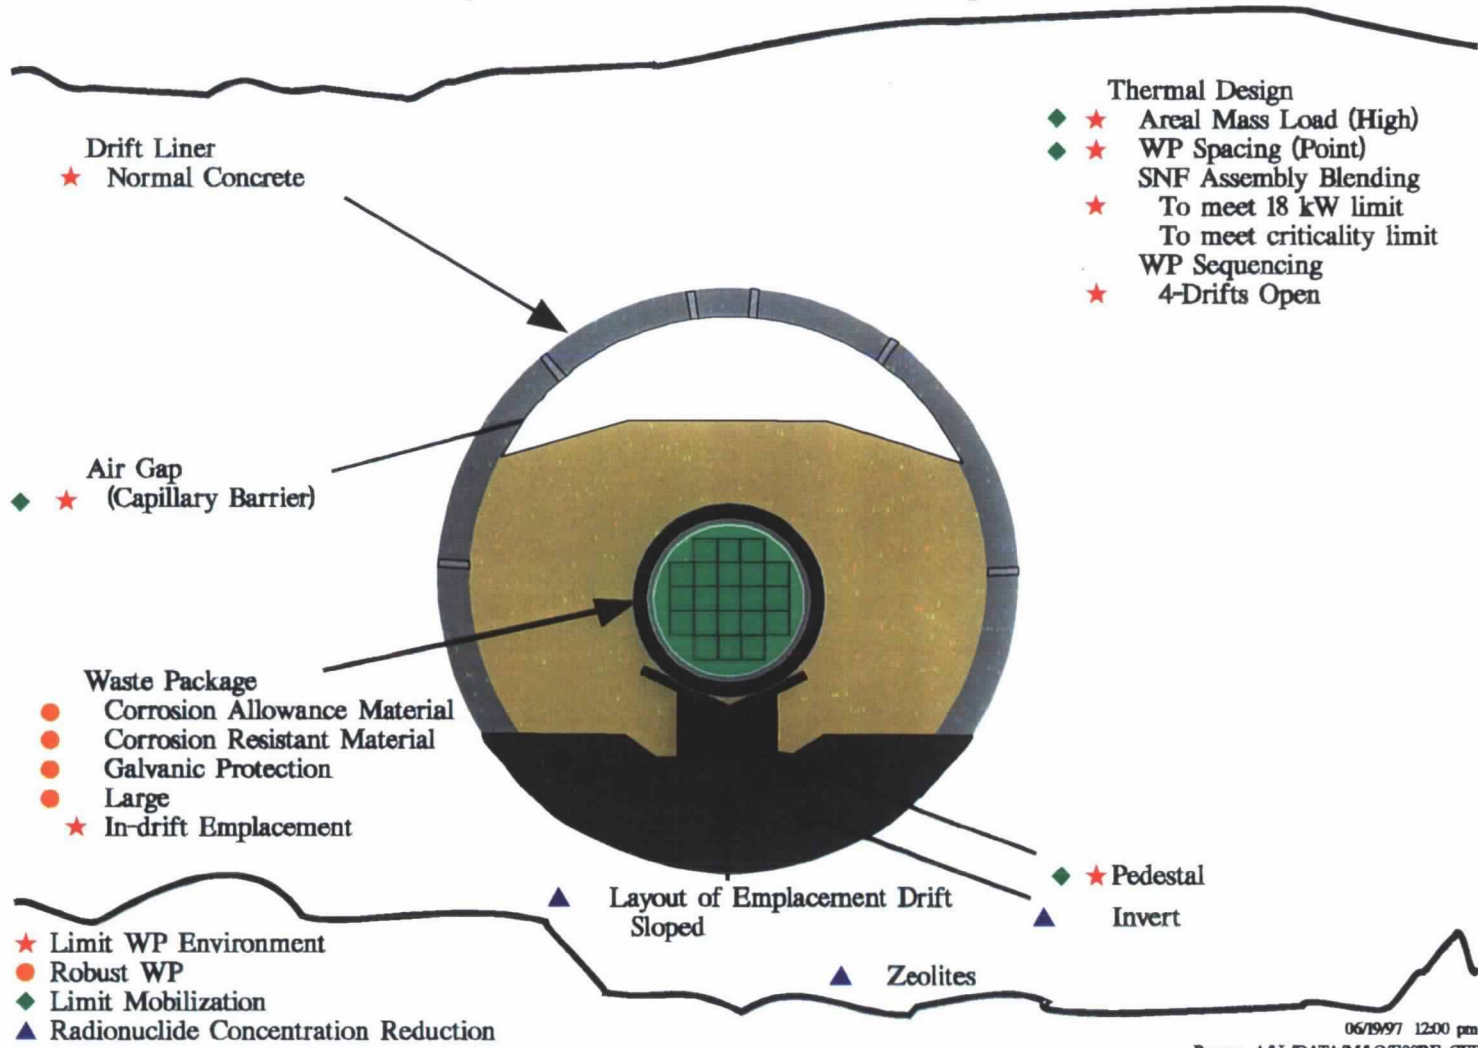 Thermal Design
Areal Mass Load (High)
WP Spacing (Point)
SNF Assembly Blending
To meet 18 kW limit
To meet criticality limit
WP Sequencing
4-Drifts Open
Drift Liner
Normal Concrete
Air Gap
(Capillary Barrier)
Waste Package
Corrosion Allowance Material
Corrosion Resistant Material
Galvanic Protection
Large
In-drift Emplacement
Pedestal
Invert
Layout of Emplacement Drift
Sloped
Zeolites
Limit WP Environment
Robust WP
Limit Mobilization
Radionuclide Concentration Reduction
06/19/97 12:00 pm